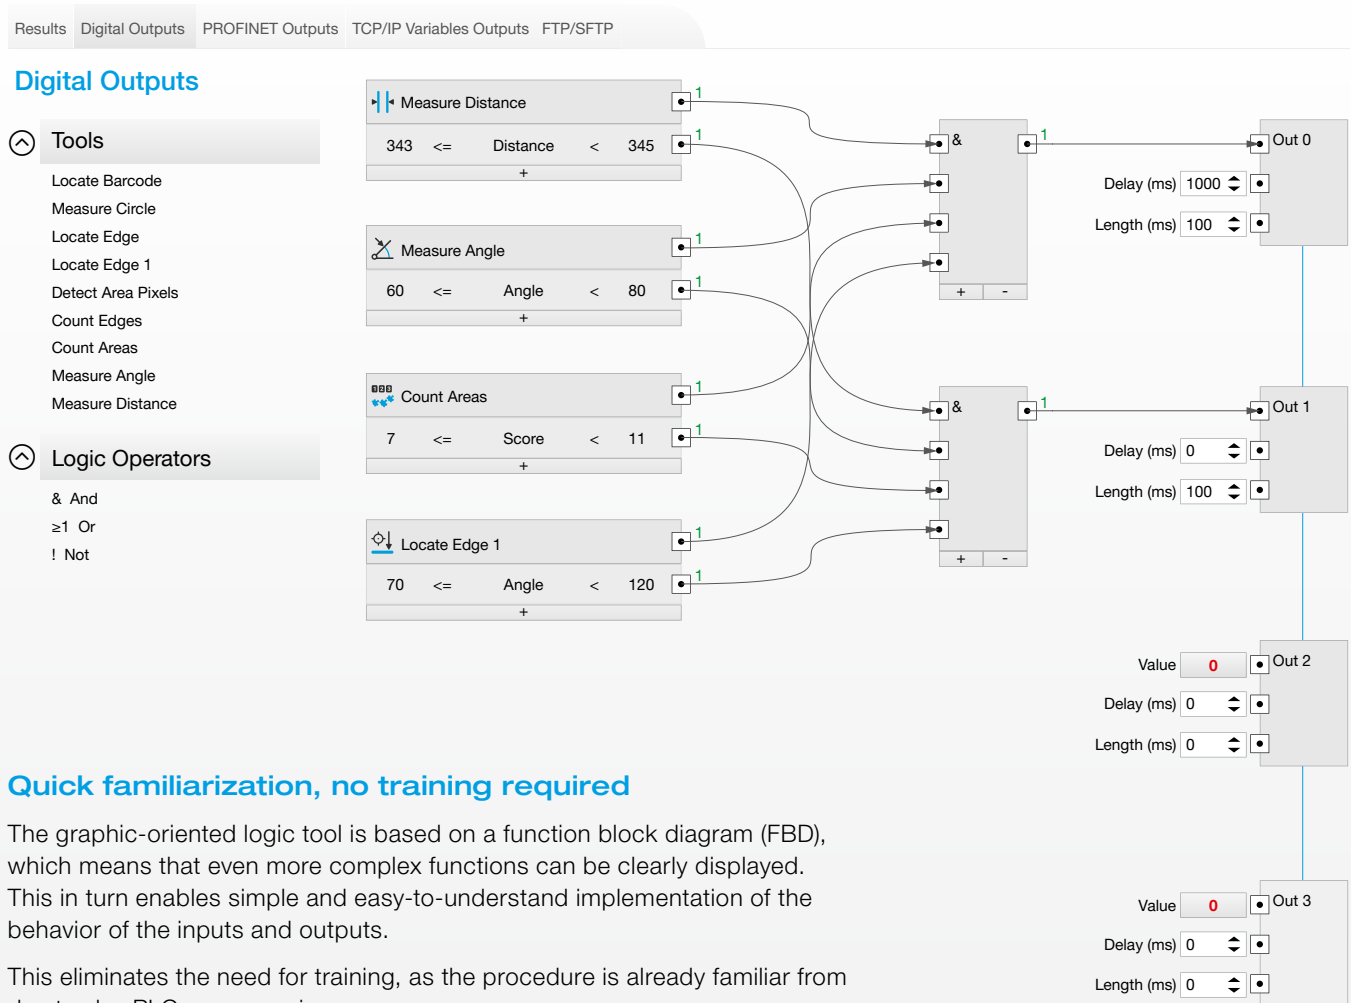 Results Digital Outputs PROFINET Outputs TCP/IP Variables Outputs FTP/SFTP
Digital Outputs
Tools
Locate Barcode
Measure Circle
Locate Edge
Locate Edge 1
Detect Area Pixels
Count Edges
Count Areas
Measure Angle
Measure Distance
Logic Operators
& And
≥1 Or
! Not
Measure Distance 1
343 <= Distance < 345 1
+
Measure Angle 1
60 <= Angle < 80 1
+
Count Areas 1
7 <= Score < 11 1
+
Locate Edge 1 1
70 <= Angle < 120 1
+
& 1
+ -
& 1
+ -
Out 0
Delay (ms) 1000
Length (ms) 100
Out 1
Delay (ms) 0
Length (ms) 100
Value 0 Out 2
Delay (ms) 0
Length (ms) 0
Value 0 Out 3
Delay (ms) 0
Length (ms) 0
Quick familiarization, no training required
The graphic-oriented logic tool is based on a function block diagram (FBD),
which means that even more complex functions can be clearly displayed.
This in turn enables simple and easy-to-understand implementation of the
behavior of the inputs and outputs.
This eliminates the need for training, as the procedure is already familiar from